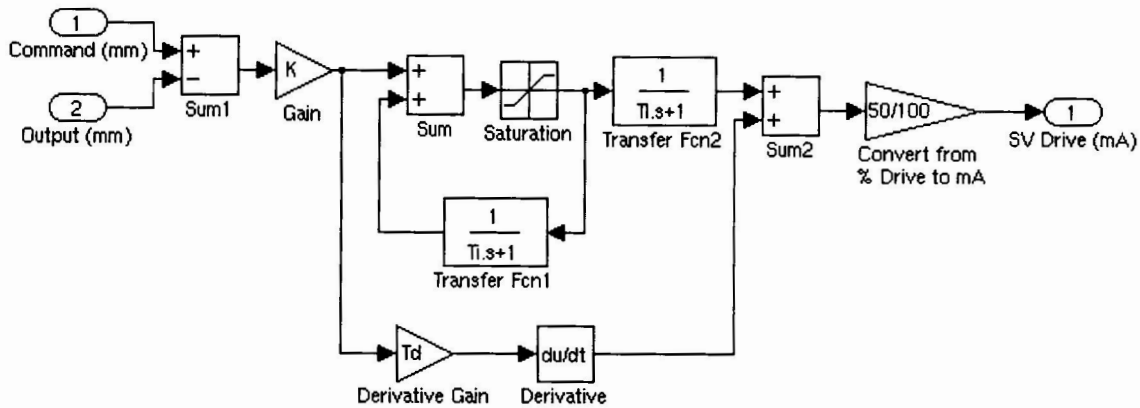 1
Command (mm)
+
−
Sum1
2
Output (mm)
K
Gain
+
+
Sum
Saturation
1
Tl.s+1
Transfer Fcn2
+
+
Sum2
50/100
Convert from
% Drive to mA
1
SV Drive (mA)
1
Ti.s+1
Transfer Fcn1
Td
Derivative Gain
du/dt
Derivative